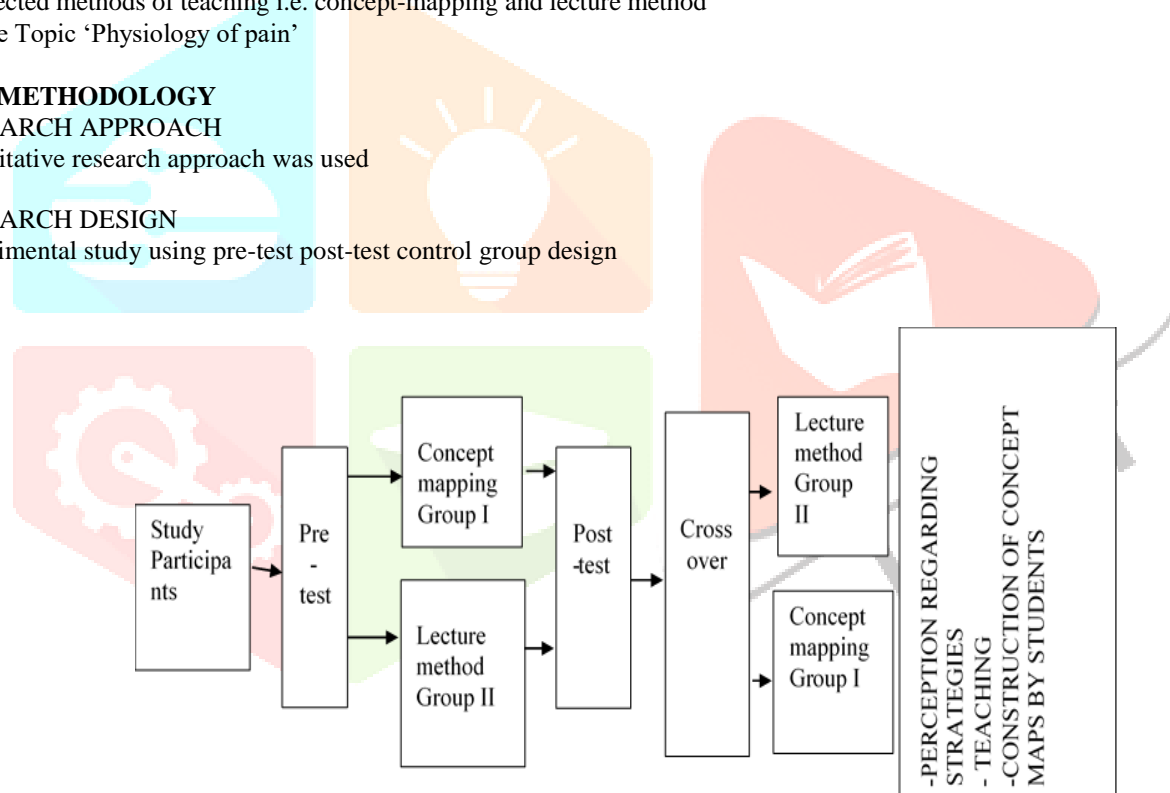 ected methods of teaching i.e. concept-mapping and lecture method
e Topic ‘Physiology of pain’
METHODOLOGY
ARCH APPROACH
itative research approach was used
ARCH DESIGN
imental study using pre-test post-test control group design
Study
Participa
nts
Pre
-
test
Concept
mapping
Group I
Lecture
method
Group II
Post
-test
Cross
over
Lecture
method
Group
II
Concept
mapping
Group I
-PERCEPTION REGARDING
STRATEGIES
- TEACHING
-CONSTRUCTION OF CONCEPT
MAPS BY STUDENTS